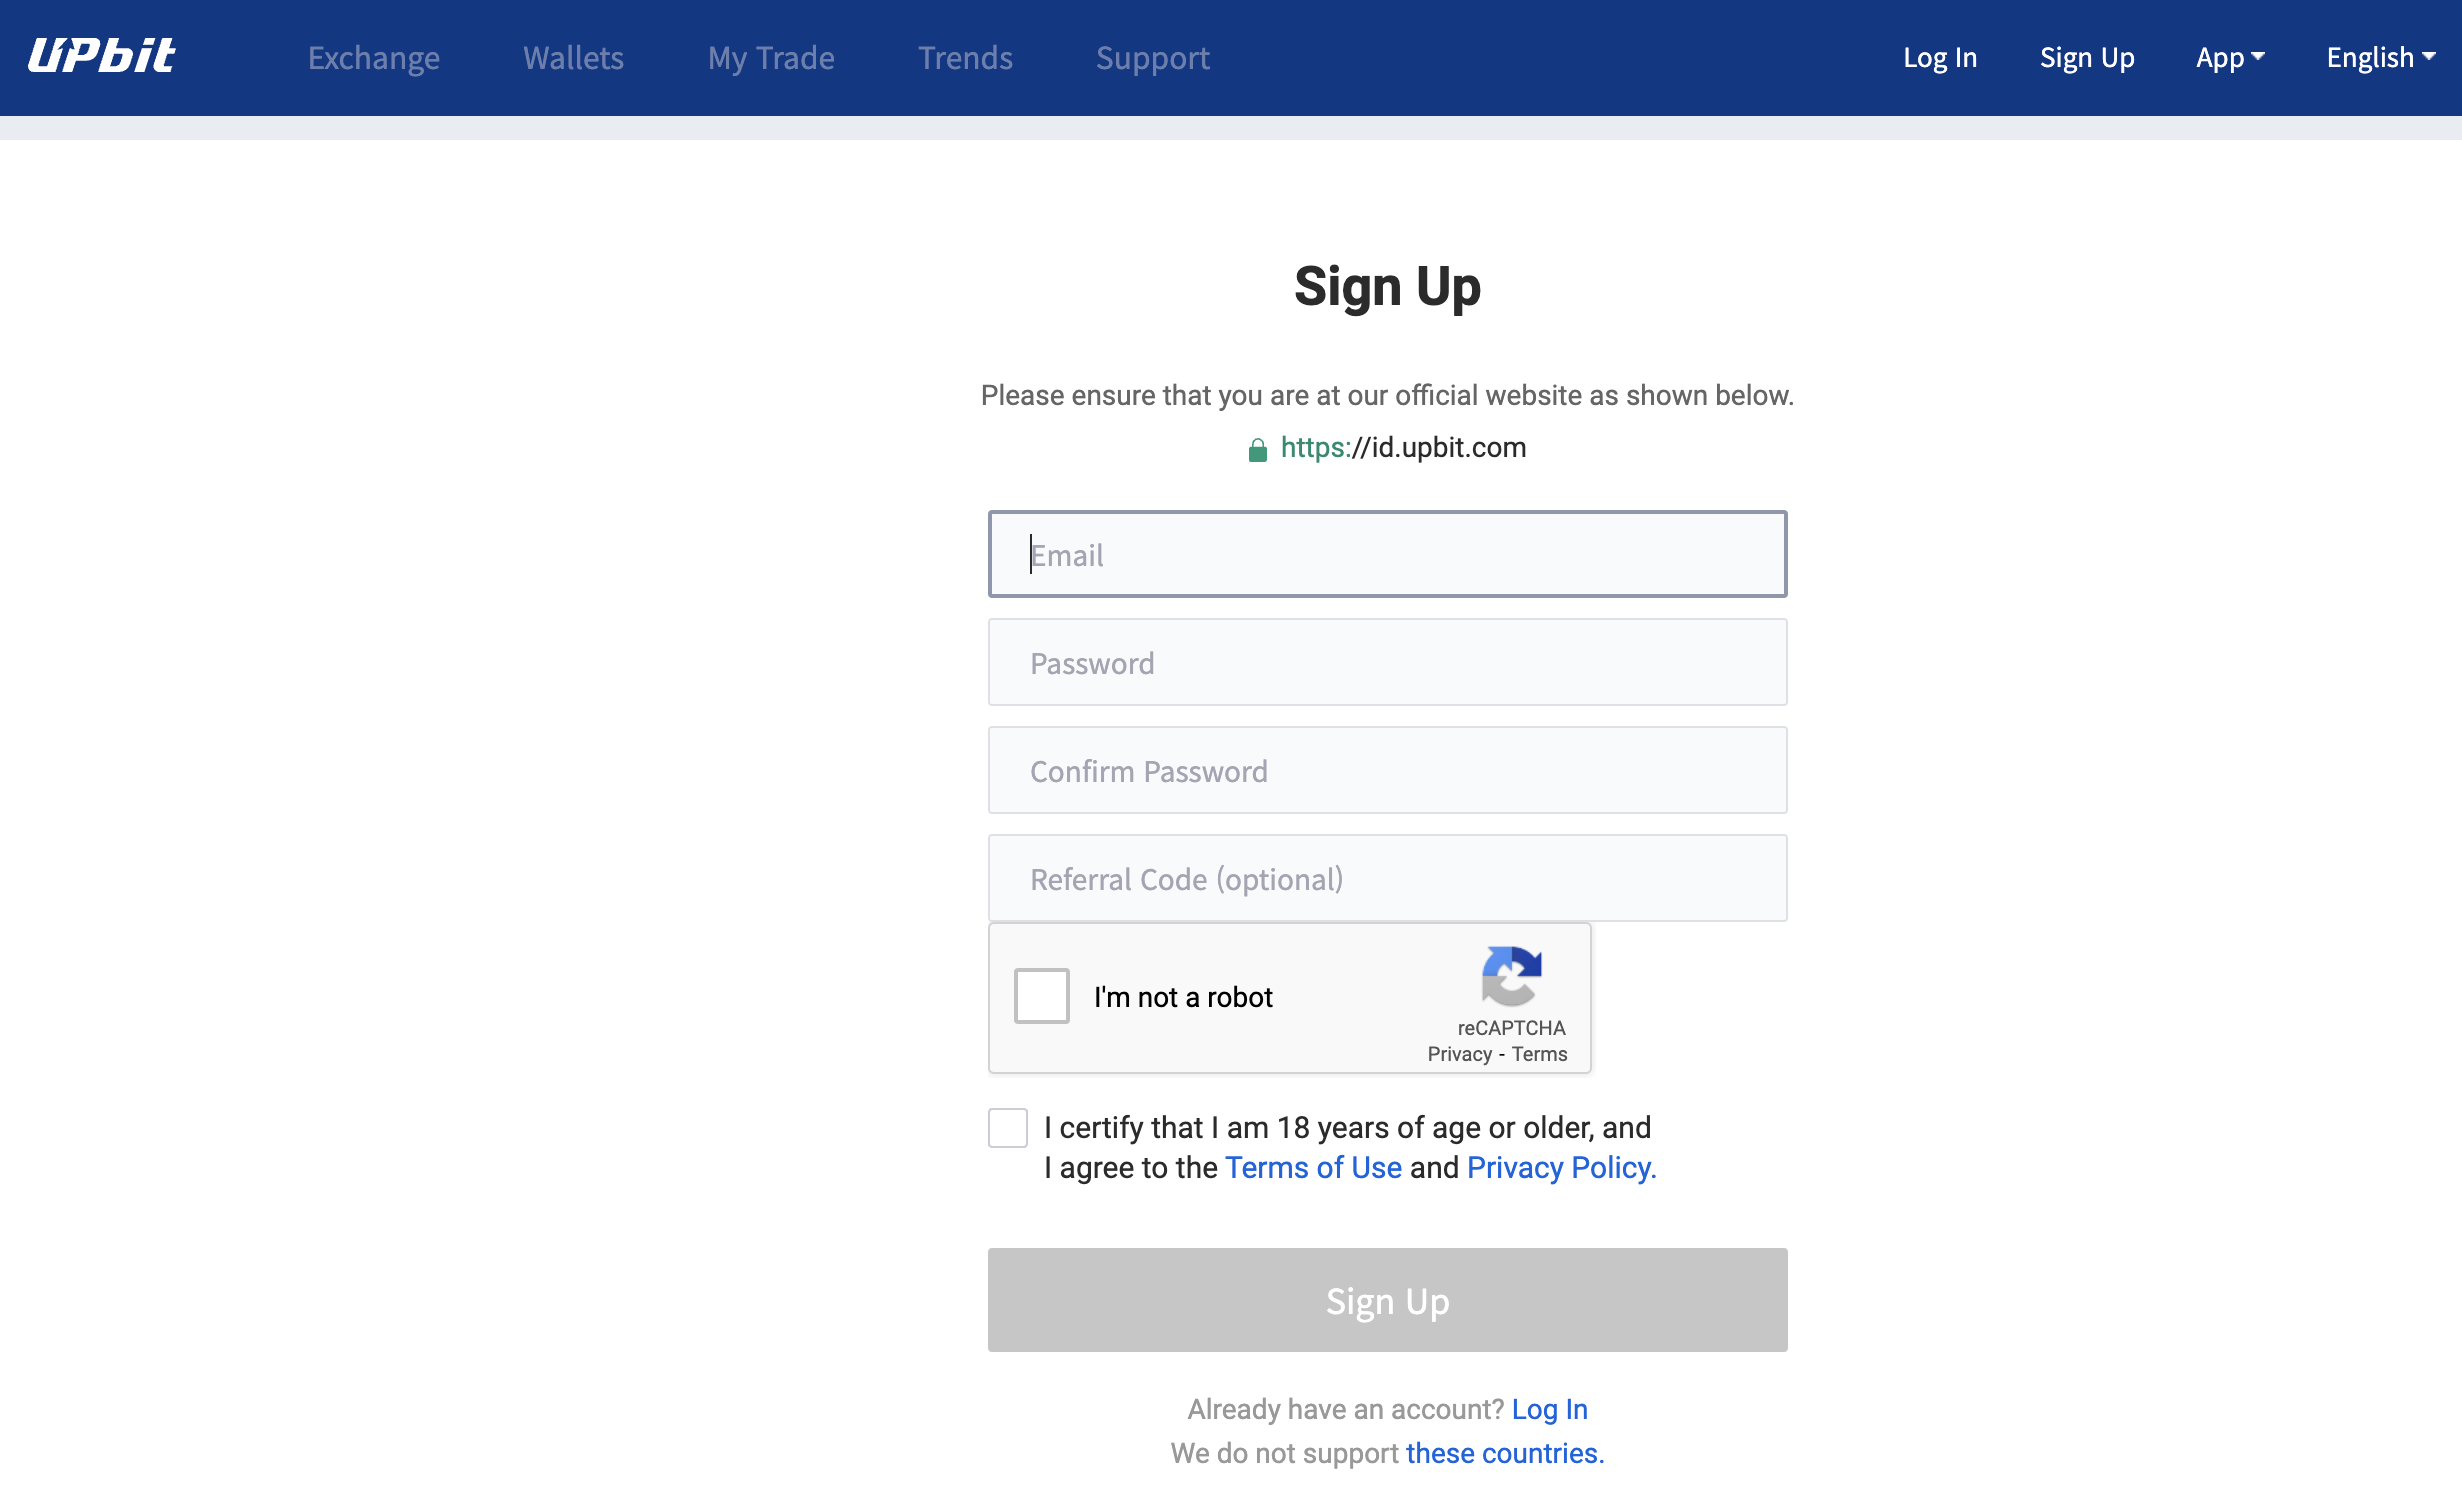 UPbit
Exchange
Wallets
My Trade
Trends
Support
Log In
Sign Up
App
English
Sign Up
Please ensure that you are at our official website as shown below.
https://id.upbit.com
Email
Password
Confirm Password
Referral Code (optional)
I'm not a robot
reCAPTCHA
Privacy - Terms
I certify that I am 18 years of age or older, and
I agree to the Terms of Use and Privacy Policy.
Sign Up
Already have an account? Log In
We do not support these countries.